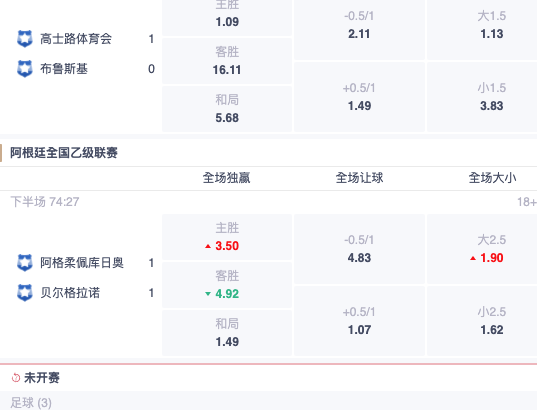 主胜
1.09
-0.5/1
2.11
大1.5
1.13
高士路体育会 1
布鲁斯基 0
客胜
16.11
和局
5.68
+0.5/1
1.49
小1.5
3.83
阿根廷全国乙级联赛
全场独赢 全场让球 全场大小
下半场 74:27 18+
主胜
3.50
-0.5/1
4.83
大2.5
1.90
阿格柔佩库日奥 1
贝尔格拉诺 1
客胜
4.92
和局
1.49
+0.5/1
1.07
小2.5
1.62
未开赛
足球 (3)